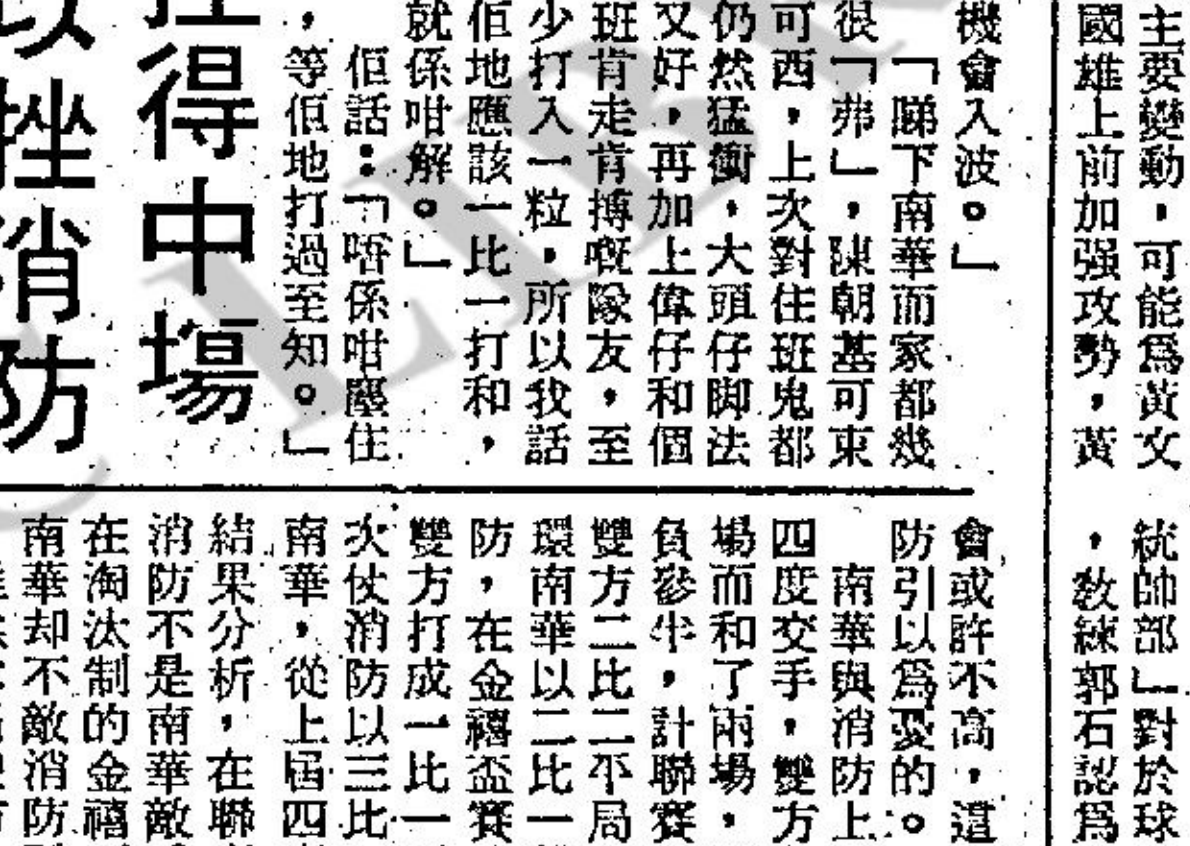 主要變動，可能爲黃文
國雄上前加强攻勢，黃
機會入波。」
「睇下南華而家都幾
很「弗」，陳朝基可東
可西，上次對住班鬼都
仍然猛衝，大頭仔脚法
又好，再加上偉仔和個
班肯走肯搏嘅隊友，至
少打入一粒，所以我話
佢地應該一比一打和，
就係咁解。」
佢話：「唔係咁壓住
，等佢地打過至知。」
得中場
以挫消防
統帥部」對於球
，教練郭石認爲
會或許不高，這
防引以爲憂的。
南華與消防上
四度交手，雙方
場而和了兩場，
負參半，計聯賽
雙方二比二平局
環南華以二比一
防，在金禧盃賽
雙方打成一比一
次仗消防以三比
南華，從上屆四
結果分析，在聯
消防不是南華敵
在淘汰制的金禧
南華却不敵消防